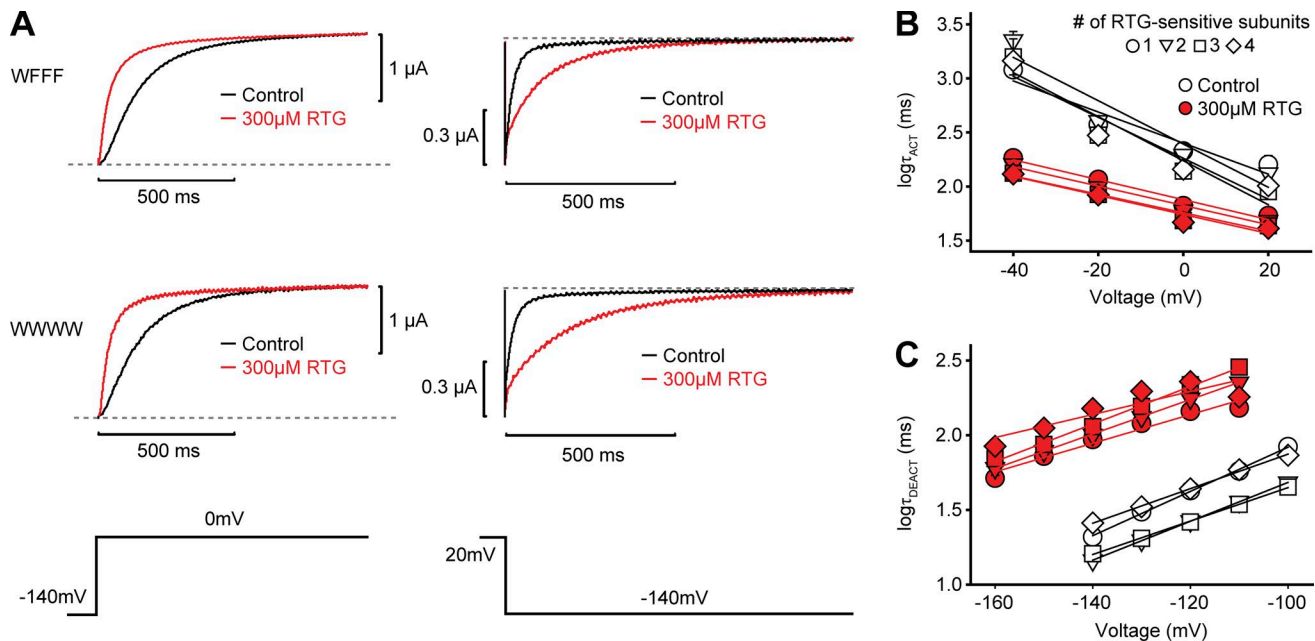 A
WFFF
1 µA
Control
300µM RTG
500 ms
0.3 µA
Control
300µM RTG
500 ms
WWWW
1 µA
Control
300µM RTG
500 ms
0.3 µA
Control
300µM RTG
500 ms
0mV
-140mV
20mV
-140mV
B
# of RTG-sensitive subunits
1 2 3 4
Control
300µM RTG
logτACT (ms)
3.5
3.0
2.5
2.0
1.5
-40 -20 0 20
Voltage (mV)
C
logτDEACT (ms)
2.5
2.0
1.5
1.0
-160 -140 -120 -100
Voltage (mV)